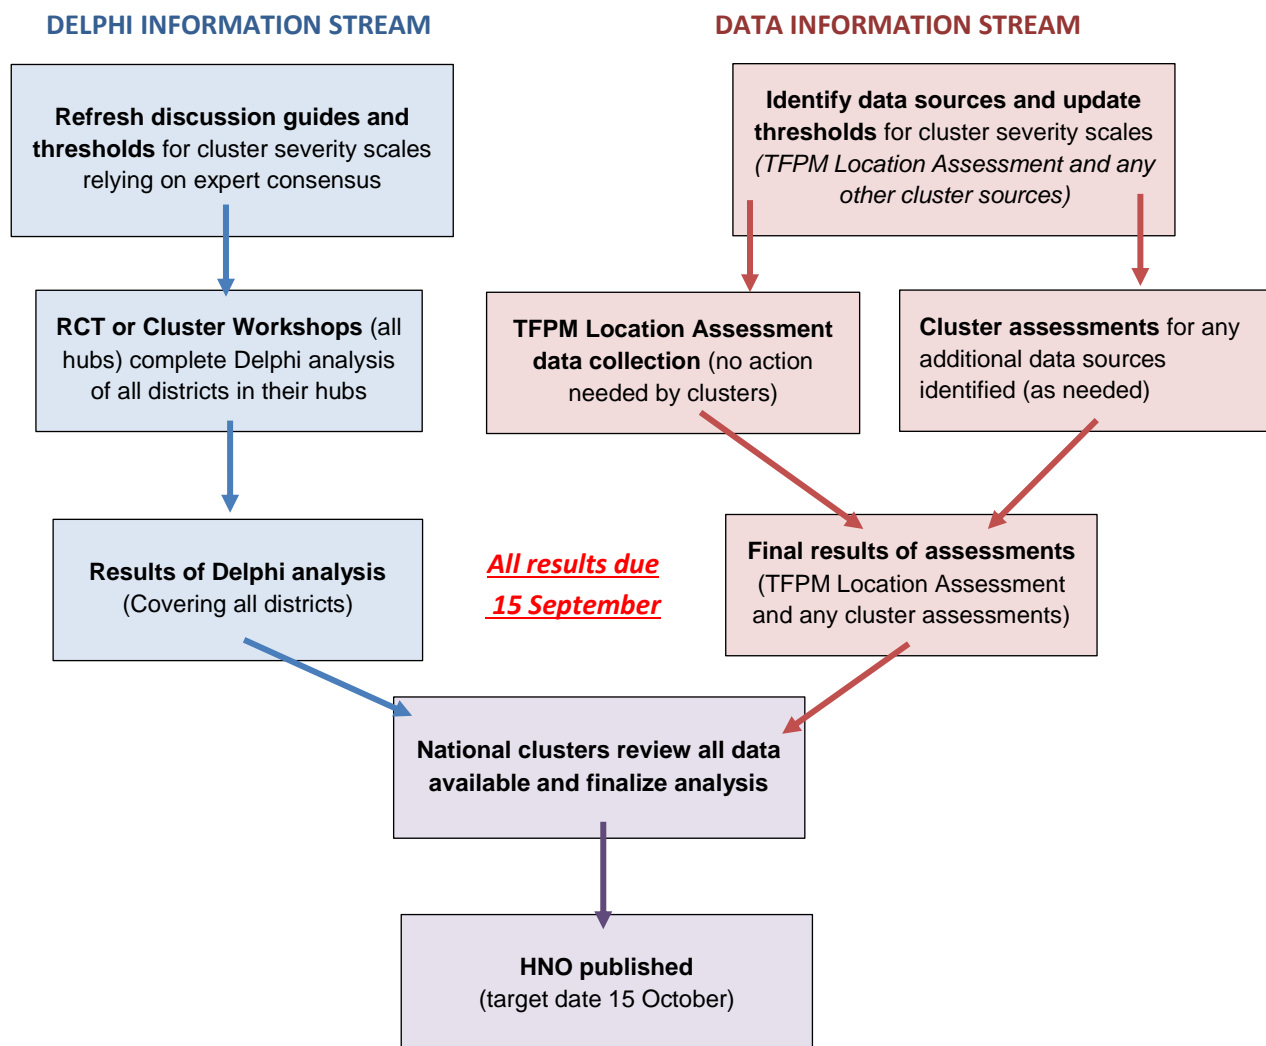 DELPHI INFORMATION STREAM
DATA INFORMATION STREAM
Refresh discussion guides and
thresholds for cluster severity scales
relying on expert consensus
Identify data sources and update
thresholds for cluster severity scales
(TFPM Location Assessment and any
other cluster sources)
RCT or Cluster Workshops (all
hubs) complete Delphi analysis
of all districts in their hubs
TFPM Location Assessment
data collection (no action
needed by clusters)
Cluster assessments for any
additional data sources
identified (as needed)
Results of Delphi analysis
(Covering all districts)
All results due
15 September
Final results of assessments
(TFPM Location Assessment
and any cluster assessments)
National clusters review all data
available and finalize analysis
HNO published
(target date 15 October)